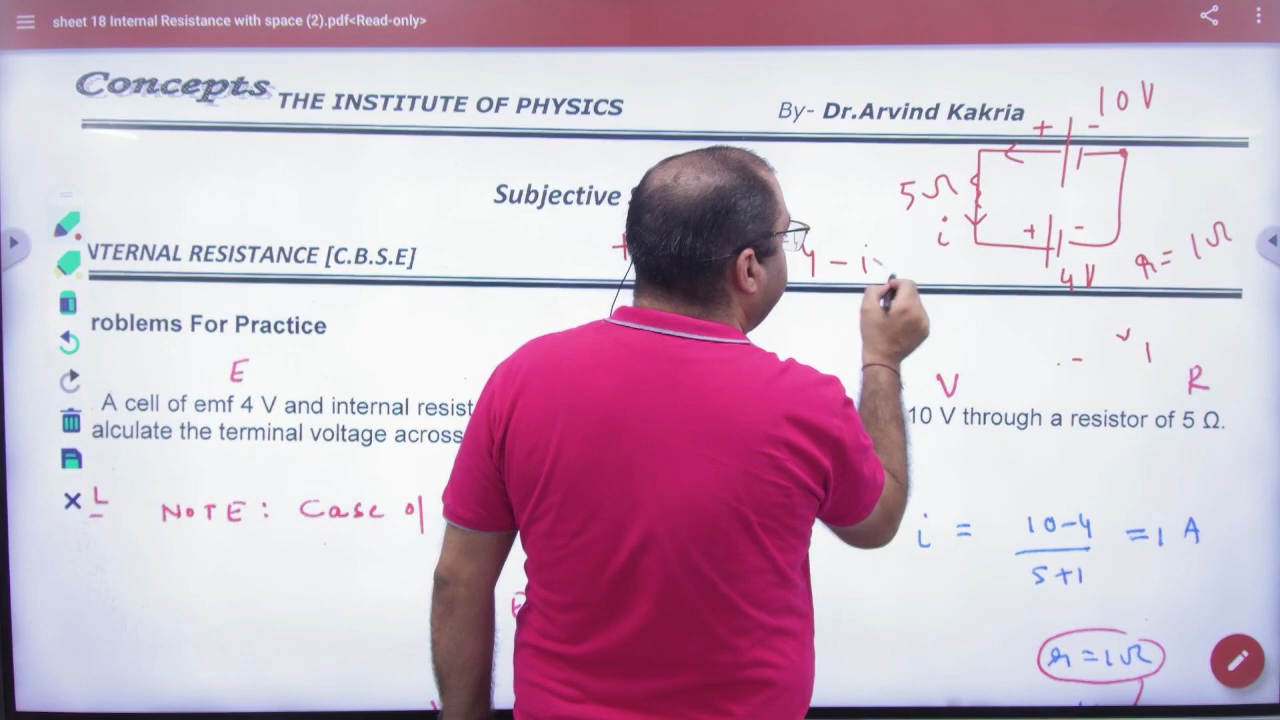 sheet 18 Internal Resistance with space (2).pdf<Read-only>
Concepts THE INSTITUTE OF PHYSICS By- Dr.Arvind Kakria
10 V
+ -
5 Ω
i
+ -
4 V
r = 1 Ω
Subjective
NTERNAL RESISTANCE [C.B.S.E]
+ 4 - i
roblems For Practice
E V R
A cell of emf 4 V and internal resist 10 V through a resistor of 5 Ω.
alculate the terminal voltage across
NOTE : Case of
i = 10-4 / 5+1 = 1 A
r = 1Ω